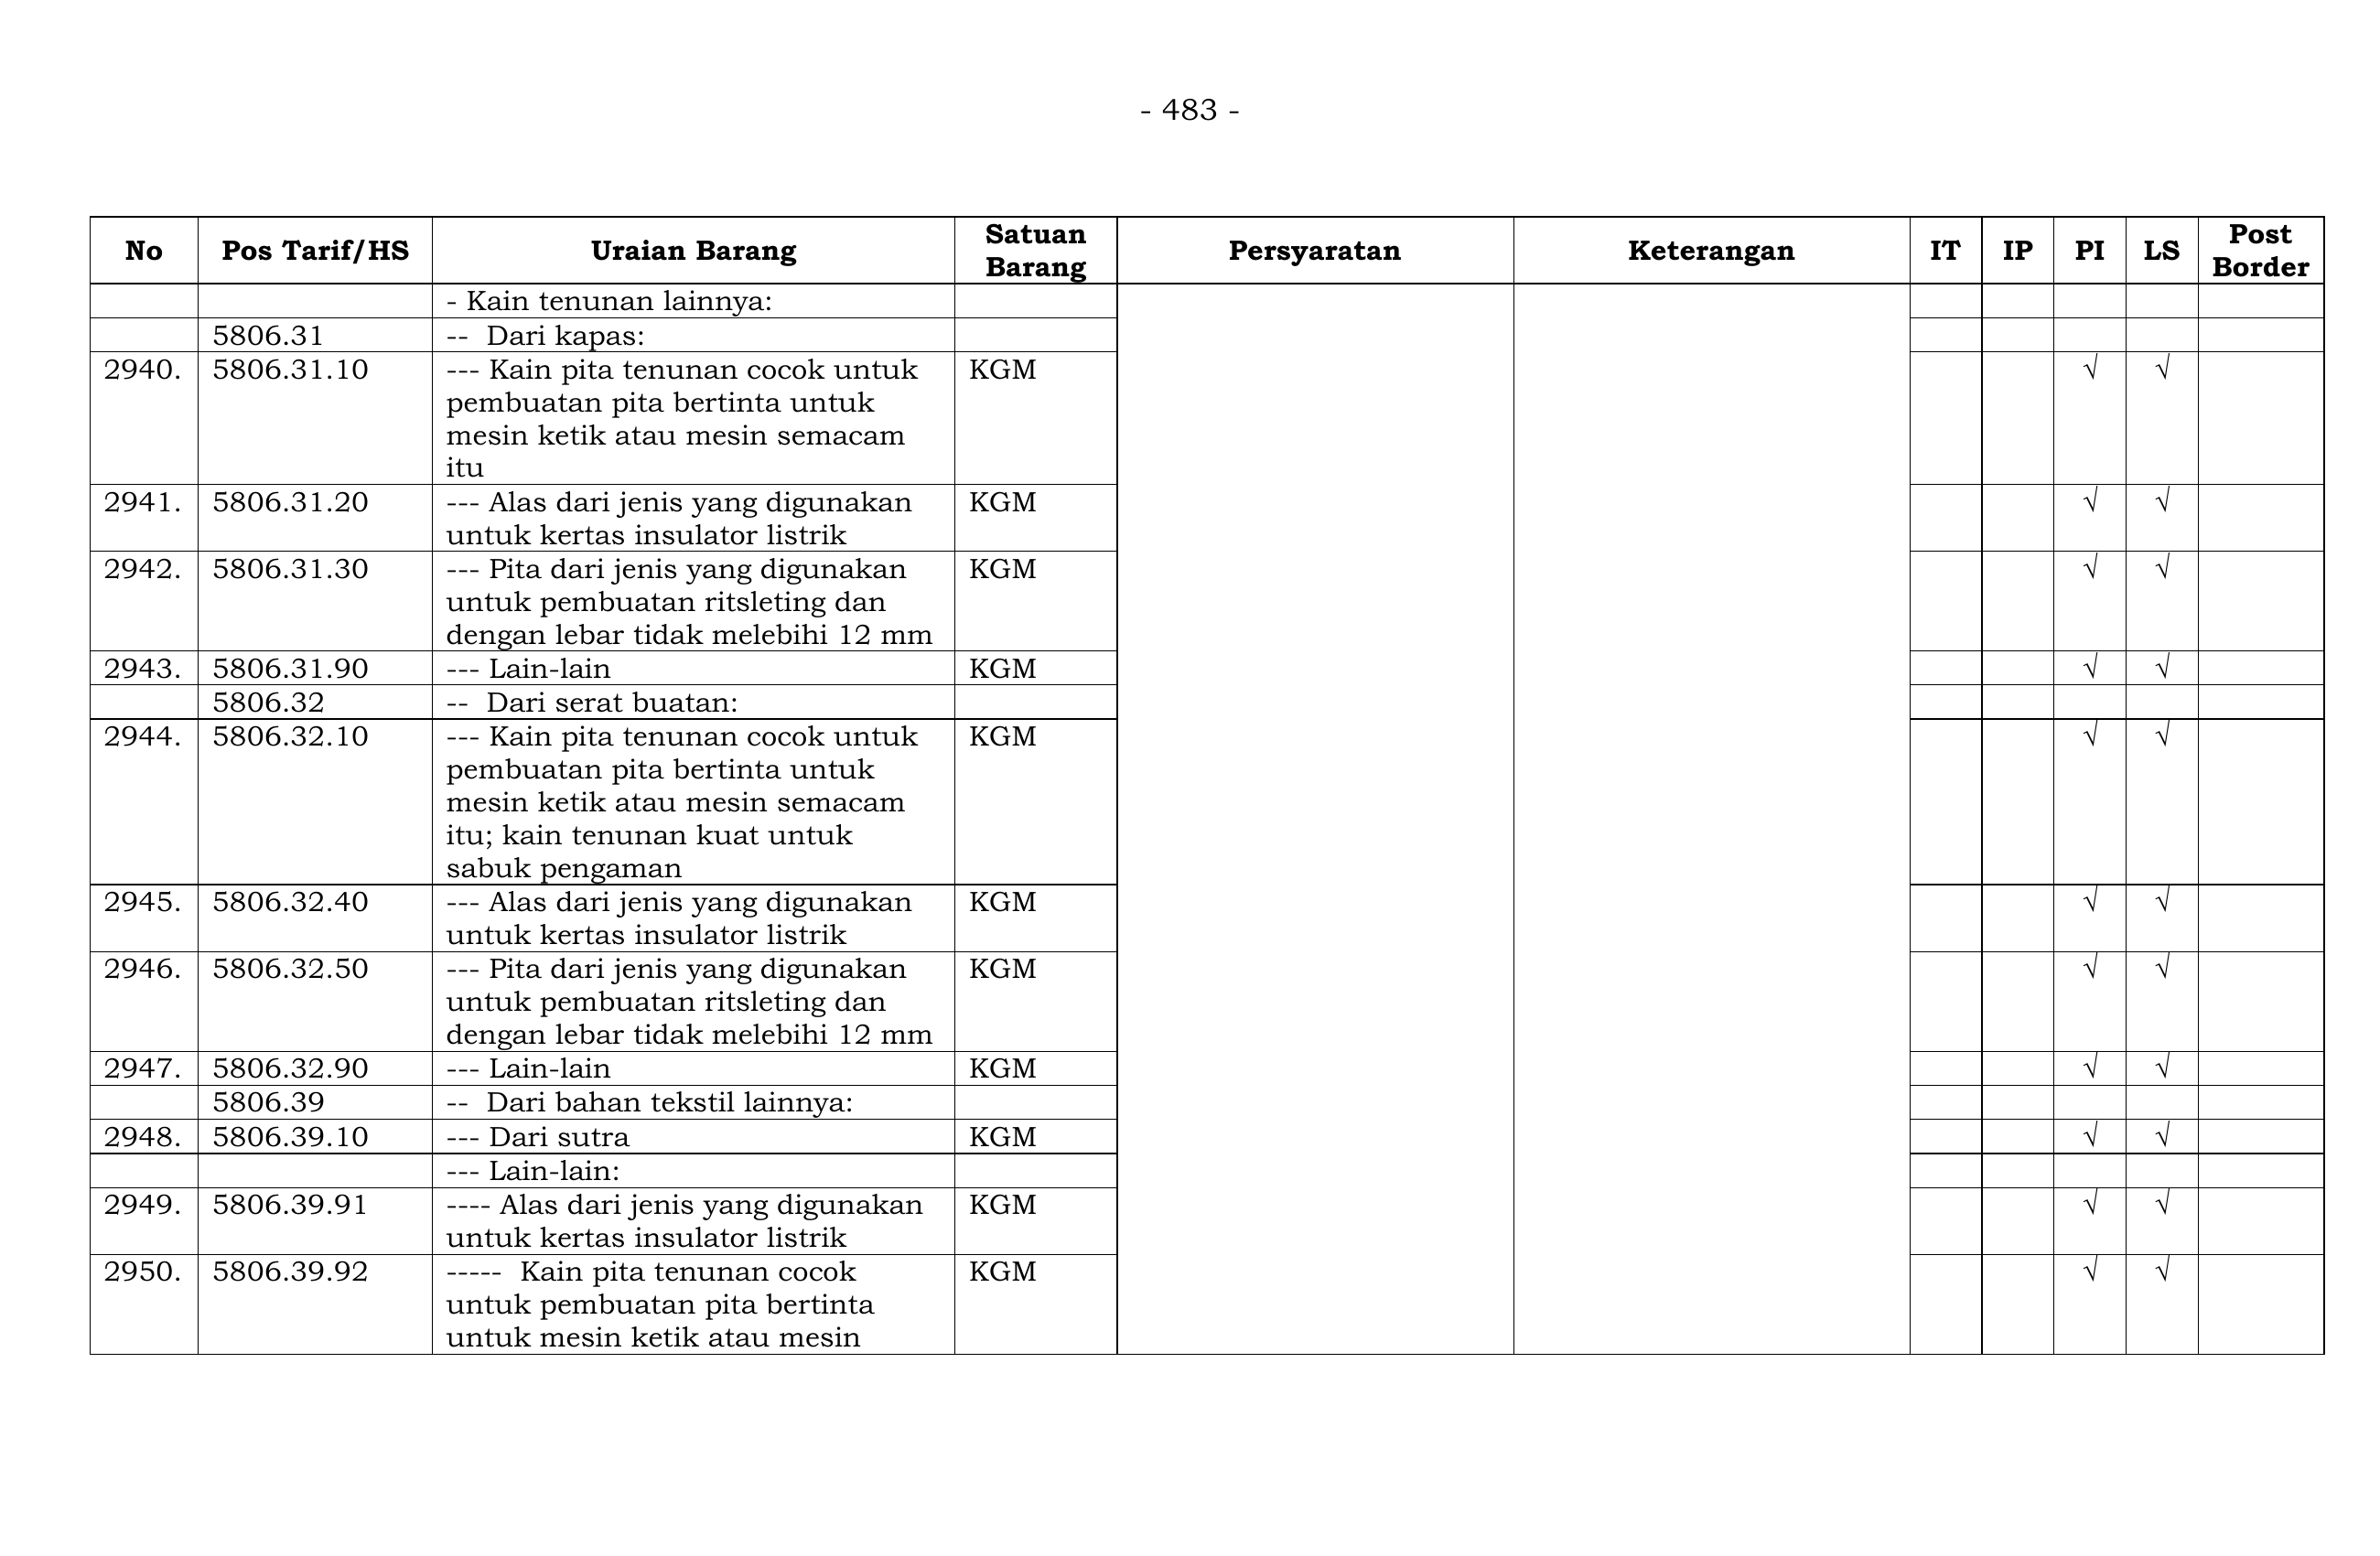 - 483 -
No Pos Tarif/HS Uraian Barang Satuan Barang Persyaratan Keterangan IT IP PI LS Post Border
- Kain tenunan lainnya:
5806.31 -- Dari kapas:
2940. 5806.31.10 --- Kain pita tenunan cocok untuk KGM √ √
pembuatan pita bertinta untuk
mesin ketik atau mesin semacam
itu
2941. 5806.31.20 --- Alas dari jenis yang digunakan KGM √ √
untuk kertas insulator listrik
2942. 5806.31.30 --- Pita dari jenis yang digunakan KGM √ √
untuk pembuatan ritsleting dan
dengan lebar tidak melebihi 12 mm
2943. 5806.31.90 --- Lain-lain KGM √ √
5806.32 -- Dari serat buatan:
2944. 5806.32.10 --- Kain pita tenunan cocok untuk KGM √ √
pembuatan pita bertinta untuk
mesin ketik atau mesin semacam
itu; kain tenunan kuat untuk
sabuk pengaman
2945. 5806.32.40 --- Alas dari jenis yang digunakan KGM √ √
untuk kertas insulator listrik
2946. 5806.32.50 --- Pita dari jenis yang digunakan KGM √ √
untuk pembuatan ritsleting dan
dengan lebar tidak melebihi 12 mm
2947. 5806.32.90 --- Lain-lain KGM √ √
5806.39 -- Dari bahan tekstil lainnya:
2948. 5806.39.10 --- Dari sutra KGM √ √
--- Lain-lain:
2949. 5806.39.91 ---- Alas dari jenis yang digunakan KGM √ √
untuk kertas insulator listrik
2950. 5806.39.92 ----- Kain pita tenunan cocok KGM √ √
untuk pembuatan pita bertinta
untuk mesin ketik atau mesin